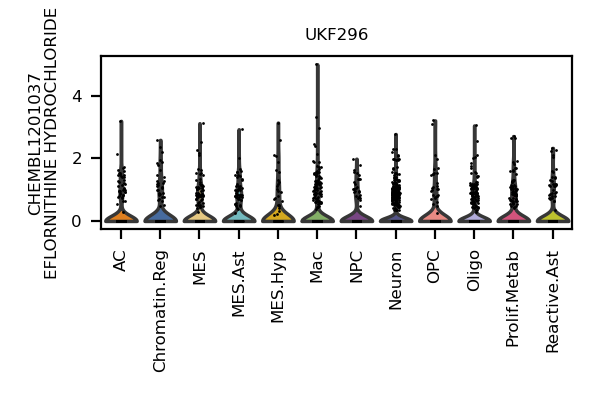 UKF296
CHEMBL1201037
EFLORNITHINE HYDROCHLORIDE
4
2
0
AC
Chromatin.Reg
MES
MES.Ast
MES.Hyp
Mac
NPC
Neuron
OPC
Oligo
Prolif.Metab
Reactive.Ast